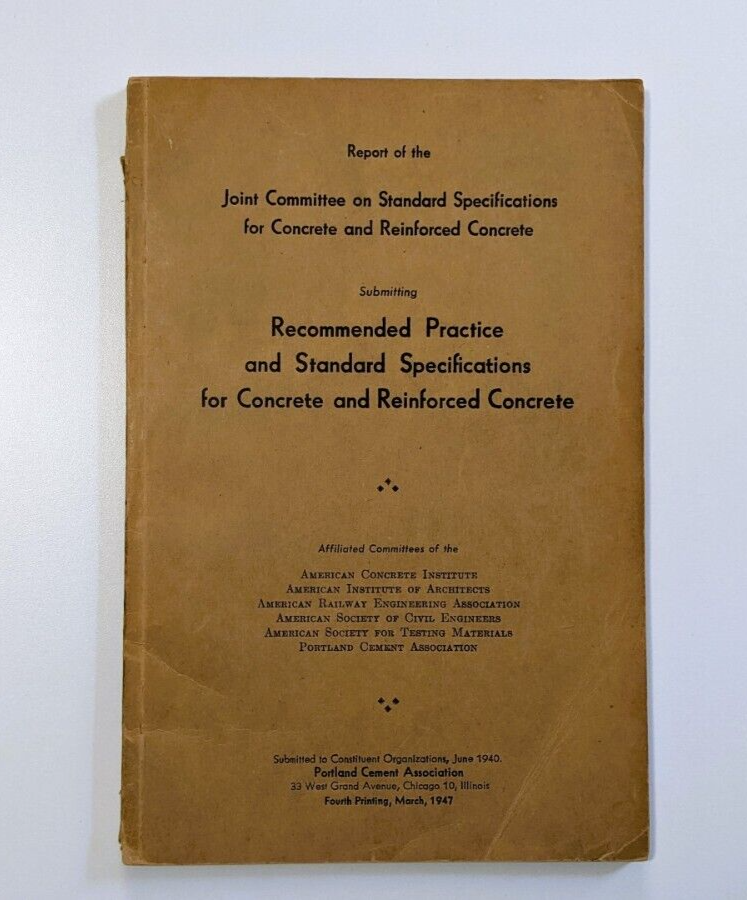 Report of the
Joint Committee on Standard Specifications
for Concrete and Reinforced Concrete
Submitting
Recommended Practice
and Standard Specifications
for Concrete and Reinforced Concrete
Affiliated Committees of the
AMERICAN CONCRETE INSTITUTE
AMERICAN INSTITUTE OF ARCHITECTS
AMERICAN RAILWAY ENGINEERING ASSOCIATION
AMERICAN SOCIETY OF CIVIL ENGINEERS
AMERICAN SOCIETY FOR TESTING MATERIALS
PORTLAND CEMENT ASSOCIATION
Submitted to Constituent Organizations, June 1940.
Portland Cement Association
33 West Grand Avenue, Chicago 10, Illinois
Fourth Printing, March, 1947